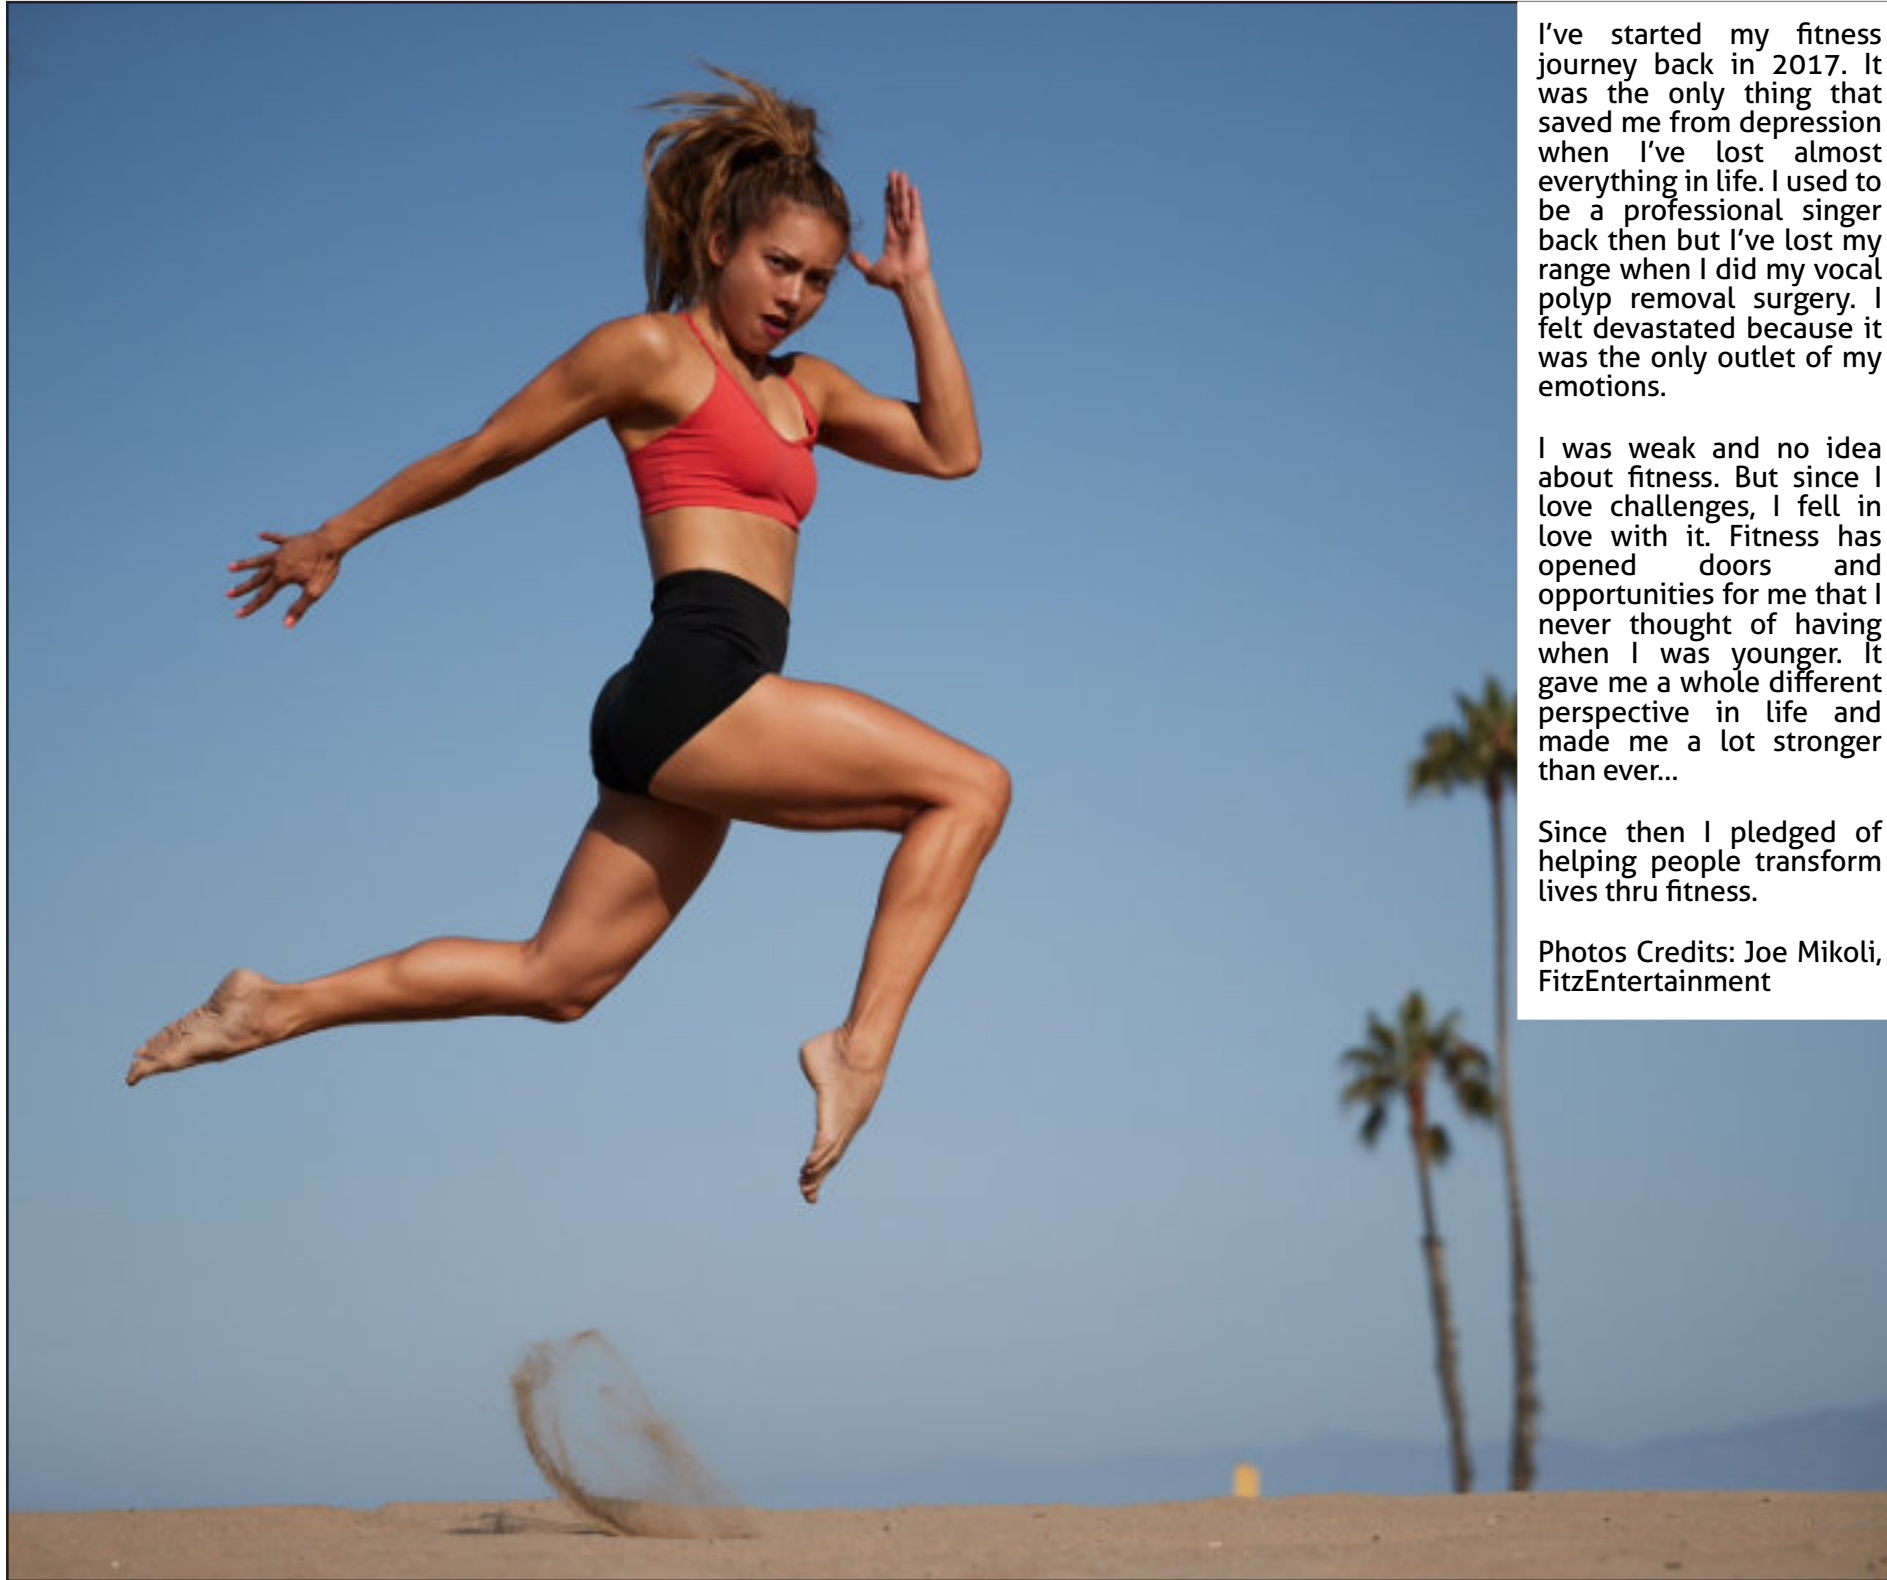 I've started my fitness
journey back in 2017. It
was the only thing that
saved me from depression
when I've lost almost
everything in life. I used to
be a professional singer
back then but I've lost my
range when I did my vocal
polyp removal surgery. I
felt devastated because it
was the only outlet of my
emotions.
I was weak and no idea
about fitness. But since I
love challenges, I fell in
love with it. Fitness has
opened doors and
opportunities for me that I
never thought of having
when I was younger. It
gave me a whole different
perspective in life and
made me a lot stronger
than ever...
Since then I pledged of
helping people transform
lives thru fitness.
Photos Credits: Joe Mikoli,
FitzEntertainment